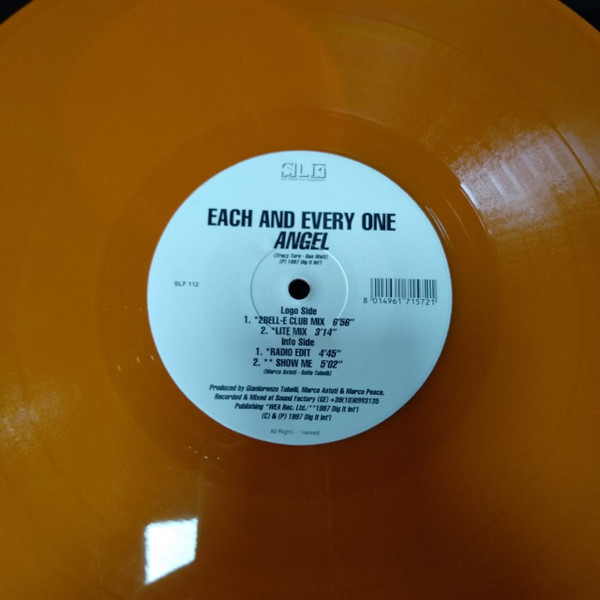 EACH AND EVERY ONE
ANGEL
(Tracy Torn - Ben Watt)
(P) 1997 Dig It Int'l
SLF 112
8 014961 715721
Logo Side
1. *2BELL-E CLUB MIX 6'56"
2. *LITE MIX 3'14"
Info Side
1. *RADIO EDIT 4'45"
2. ** SHOW ME 5'02"
(Marco Astuti - Sofia Tubelli)
Produced by Gianlorenzo Tubelli, Marco Astuti & Marco Pesce.
Recorded & Mixed at Sound Factory (GE) +39(10)6993135
Publishing *WEA Rec. Ltd./**1997 Dig It Int'l
(C) & (P) 1997 Dig It Int'l
All Rights reserved